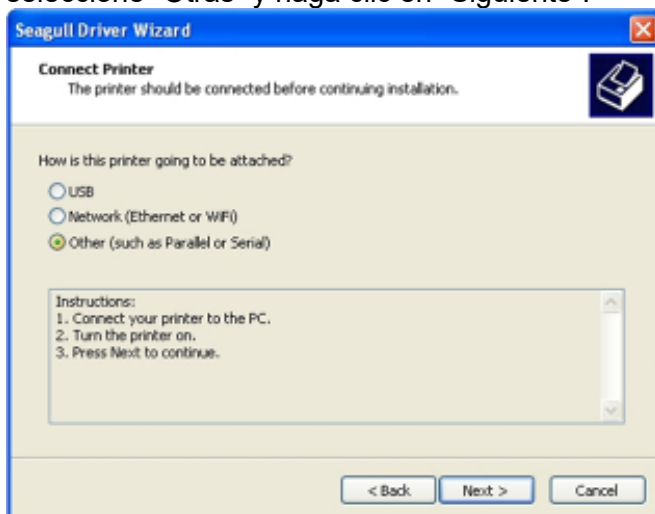 seleccione "Otras" y haga clic en "Siguiente".
Seagull Driver Wizard
Connect Printer
The printer should be connected before continuing installation.
How is this printer going to be attached?
USB
Network (Ethernet or WiFi)
Other (such as Parallel or Serial)
Instructions:
1. Connect your printer to the PC.
2. Turn the printer on.
3. Press Next to continue.
< Back
Next >
Cancel